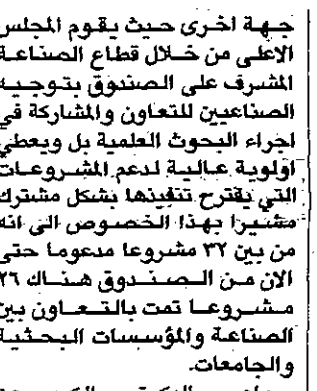 جهة اخرى حيث يقوم المجلس
الاعلى من خلال قطاع الصناعة
المشرف على الصندوق بتوجيه
الصناعيين للتعاون والمشاركة في
اجراء البحوث العلمية بل ويعطي
اولوية عالية لدعم المشروعات
التي يقترح تنفيذها بشكل مشترك
مشيرا بهذا الخصوص الى انه
من بين ٣٢ مشروعا مدعوما حتى
الان من الصندوق هناك ٢٦
مشروعا تمت بالتعاون بين
الصناعة والمؤسسات البحثية
والجامعات.